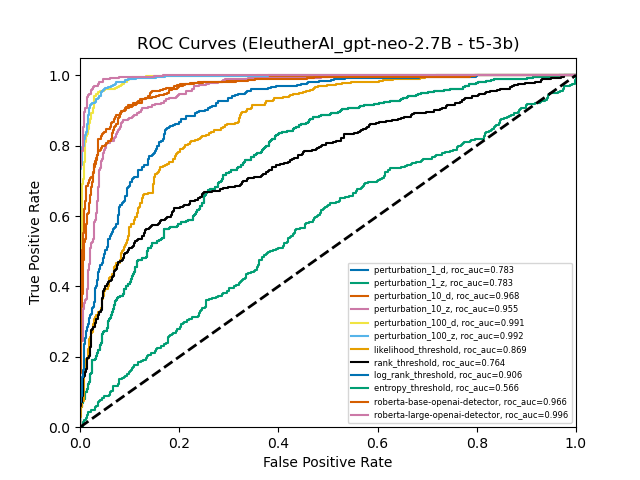 ROC Curves (EleutherAI_gpt-neo-2.7B - t5-3b)
1.0
0.8
0.6
0.4
0.2
0.0
True Positive Rate
perturbation_1_d, roc_auc=0.783
perturbation_1_z, roc_auc=0.783
perturbation_10_d, roc_auc=0.968
perturbation_10_z, roc_auc=0.955
perturbation_100_d, roc_auc=0.991
perturbation_100_z, roc_auc=0.992
likelihood_threshold, roc_auc=0.869
rank_threshold, roc_auc=0.764
log_rank_threshold, roc_auc=0.906
entropy_threshold, roc_auc=0.566
roberta-base-openai-detector, roc_auc=0.966
roberta-large-openai-detector, roc_auc=0.996
0.0 0.2 0.4 0.6 0.8 1.0
False Positive Rate